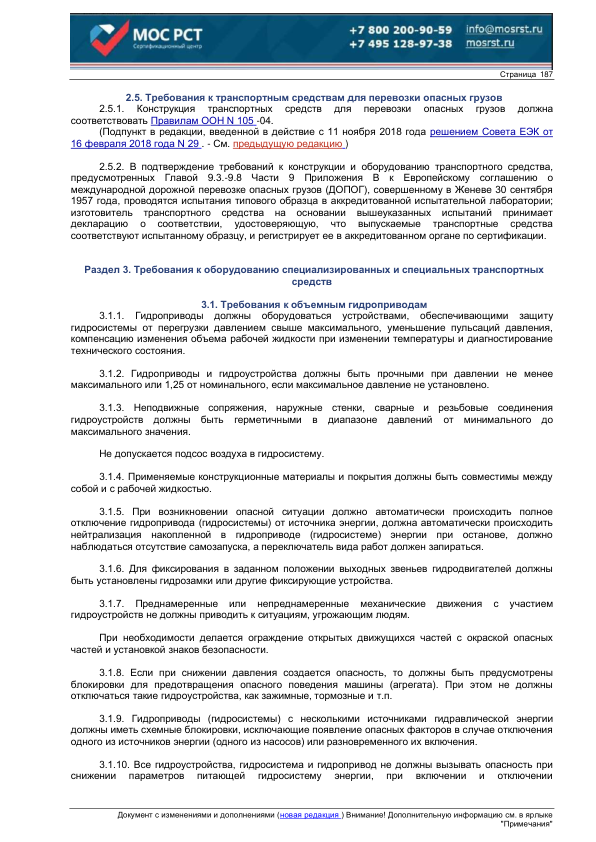 МОС РСТ
Сертификационный центр
+7 800 200-90-59
+7 495 128-97-38
info@mosrst.ru
mosrst.ru
Страница 187
2.5. Требования к транспортным средствам для перевозки опасных грузов
2.5.1. Конструкция транспортных средств для перевозки опасных грузов должна
соответствовать Правилам ООН N 105 -04.
(Подпункт в редакции, введенной в действие с 11 ноября 2018 года решением Совета ЕЭК от
16 февраля 2018 года N 29 . - См. предыдущую редакцию )
2.5.2. В подтверждение требований к конструкции и оборудованию транспортного средства,
предусмотренных Главой 9.3.-9.8 Части 9 Приложения В к Европейскому соглашению о
международной дорожной перевозке опасных грузов (ДОПОГ), совершенному в Женеве 30 сентября
1957 года, проводятся испытания типового образца в аккредитованной испытательной лаборатории;
изготовитель транспортного средства на основании вышеуказанных испытаний принимает
декларацию о соответствии, удостоверяющую, что выпускаемые транспортные средства
соответствуют испытанному образцу, и регистрирует ее в аккредитованном органе по сертификации.
Раздел 3. Требования к оборудованию специализированных и специальных транспортных
средств
3.1. Требования к объемным гидроприводам
3.1.1. Гидроприводы должны оборудоваться устройствами, обеспечивающими защиту
гидросистемы от перегрузки давлением свыше максимального, уменьшение пульсаций давления,
компенсацию изменения объема рабочей жидкости при изменении температуры и диагностирование
технического состояния.
3.1.2. Гидроприводы и гидроустройства должны быть прочными при давлении не менее
максимального или 1,25 от номинального, если максимальное давление не установлено.
3.1.3. Неподвижные сопряжения, наружные стенки, сварные и резьбовые соединения
гидроустройств должны быть герметичными в диапазоне давлений от минимального до
максимального значения.
Не допускается подсос воздуха в гидросистему.
3.1.4. Применяемые конструкционные материалы и покрытия должны быть совместимы между
собой и с рабочей жидкостью.
3.1.5. При возникновении опасной ситуации должно автоматически происходить полное
отключение гидропривода (гидросистемы) от источника энергии, должна автоматически происходить
нейтрализация накопленной в гидроприводе (гидросистеме) энергии при останове, должно
наблюдаться отсутствие самозапуска, а переключатель вида работ должен запираться.
3.1.6. Для фиксирования в заданном положении выходных звеньев гидродвигателей должны
быть установлены гидрозамки или другие фиксирующие устройства.
3.1.7. Преднамеренные или непреднамеренные механические движения с участием
гидроустройств не должны приводить к ситуациям, угрожающим людям.
При необходимости делается ограждение открытых движущихся частей с окраской опасных
частей и установкой знаков безопасности.
3.1.8. Если при снижении давления создается опасность, то должны быть предусмотрены
блокировки для предотвращения опасного поведения машины (агрегата). При этом не должны
отключаться такие гидроустройства, как зажимные, тормозные и т.п.
3.1.9. Гидроприводы (гидросистемы) с несколькими источниками гидравлической энергии
должны иметь схемные блокировки, исключающие появление опасных факторов в случае отключения
одного из источников энергии (одного из насосов) или разновременного их включения.
3.1.10. Все гидроустройства, гидросистема и гидропривод не должны вызывать опасность при
снижении параметров питающей гидросистему энергии, при включении и отключении
Документ с изменениями и дополнениями (новая редакция ) Внимание! Дополнительную информацию см. в ярлыке
"Примечания"